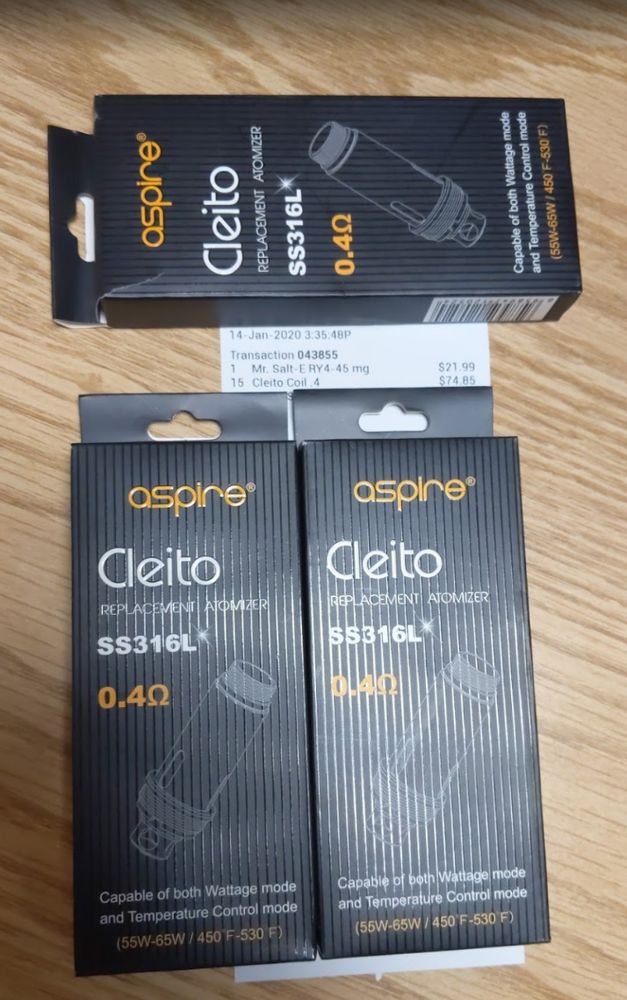 aspire®
Cleito
REPLACEMENT ATOMIZER
SS316L
0.4Ω
Capable of both Wattage mode
and Temperature Control mode
(55W-65W / 450°F-530°F)
14-Jan-2020 3:35:48P
Transaction 043855
1 Mr. Salt-E RY4-45 mg $21.99
15 Cleito Coil .4 $74.85
aspire®
Cleito
REPLACEMENT ATOMIZER
SS316L
0.4Ω
Capable of both Wattage mode
and Temperature Control mode
(55W-65W / 450°F-530°F)
aspire®
Cleito
REPLACEMENT ATOMIZER
SS316L
0.4Ω
Capable of both Wattage mode
and Temperature Control mode
(55W-65W / 450°F-530°F)